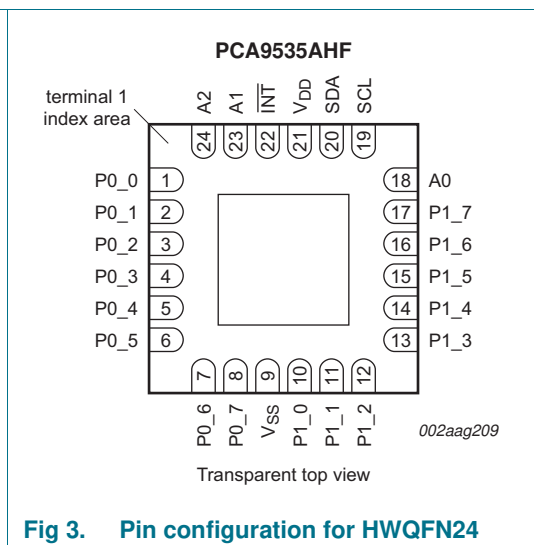 PCA9535AHF
terminal 1
index area
A2
A1
INT
VDD
SDA
SCL
24
23
22
21
20
19
P0_0 1
P0_1 2
P0_2 3
P0_3 4
P0_4 5
P0_5 6
18 A0
17 P1_7
16 P1_6
15 P1_5
14 P1_4
13 P1_3
7
8
9
10
11
12
P0_6
P0_7
VSS
P1_0
P1_1
P1_2
002aag209
Transparent top view
Fig 3. Pin configuration for HWQFN24